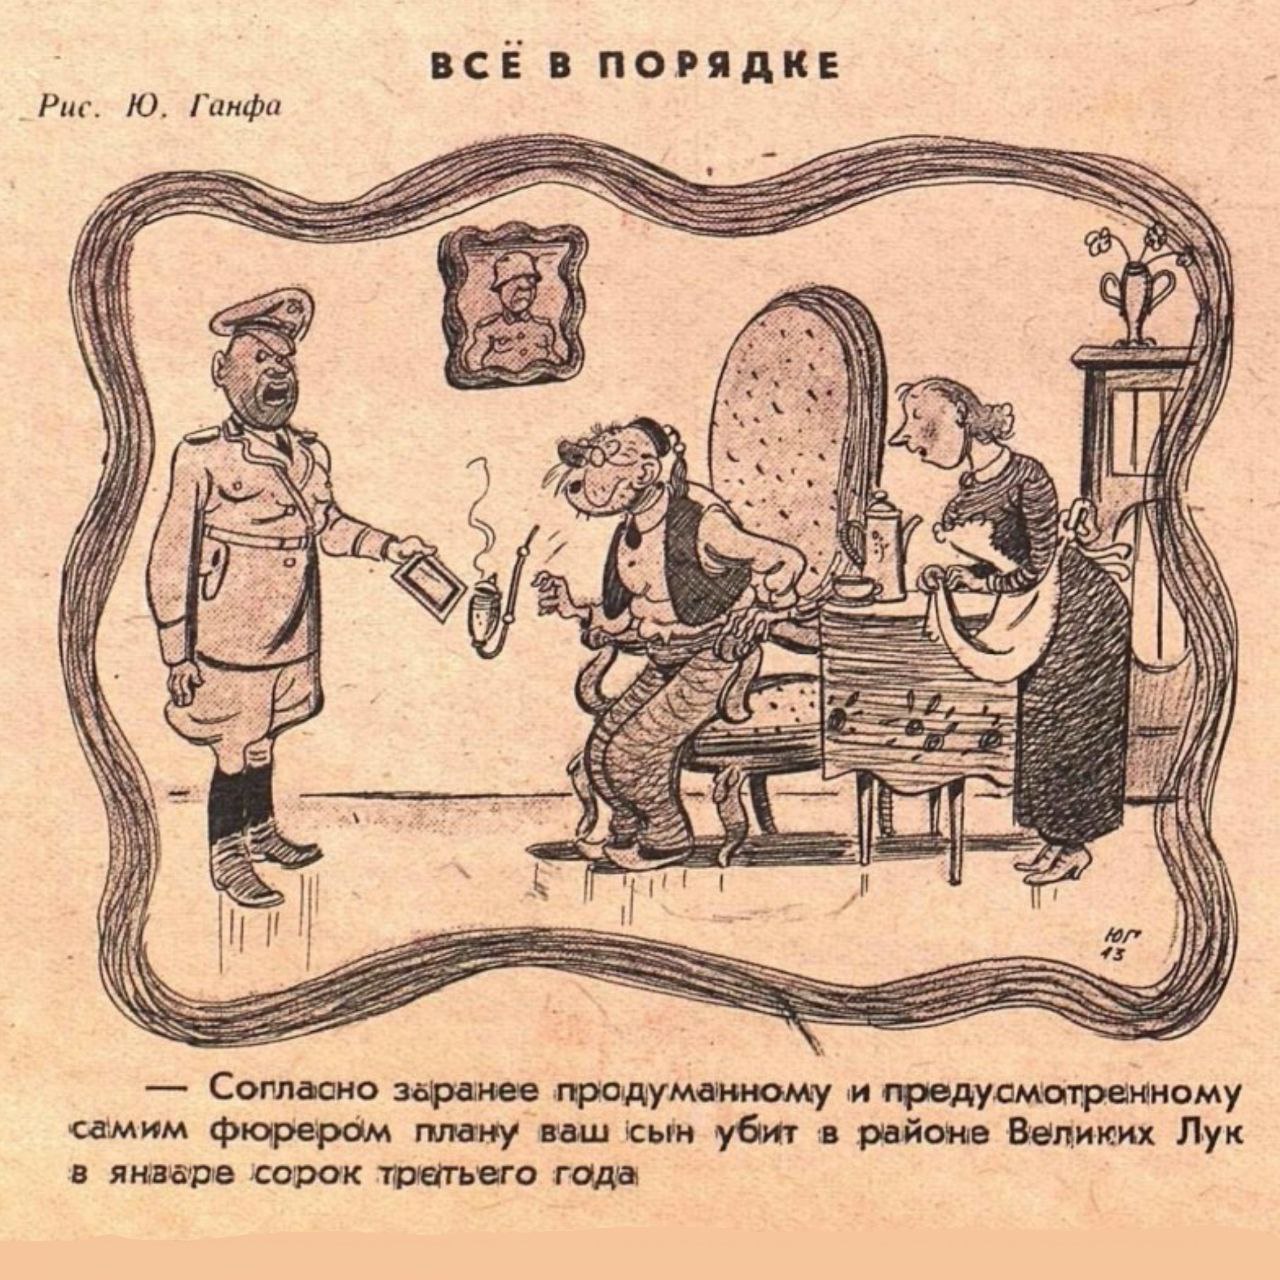 ВСЁ В ПОРЯДКЕ
Рис. Ю. Ганфа
ЮГ
43
— Согласно заранее продуманному и предусмотренному
самим фюрером плану ваш сын убит в районе Великих Лук
в январе сорок третьего года